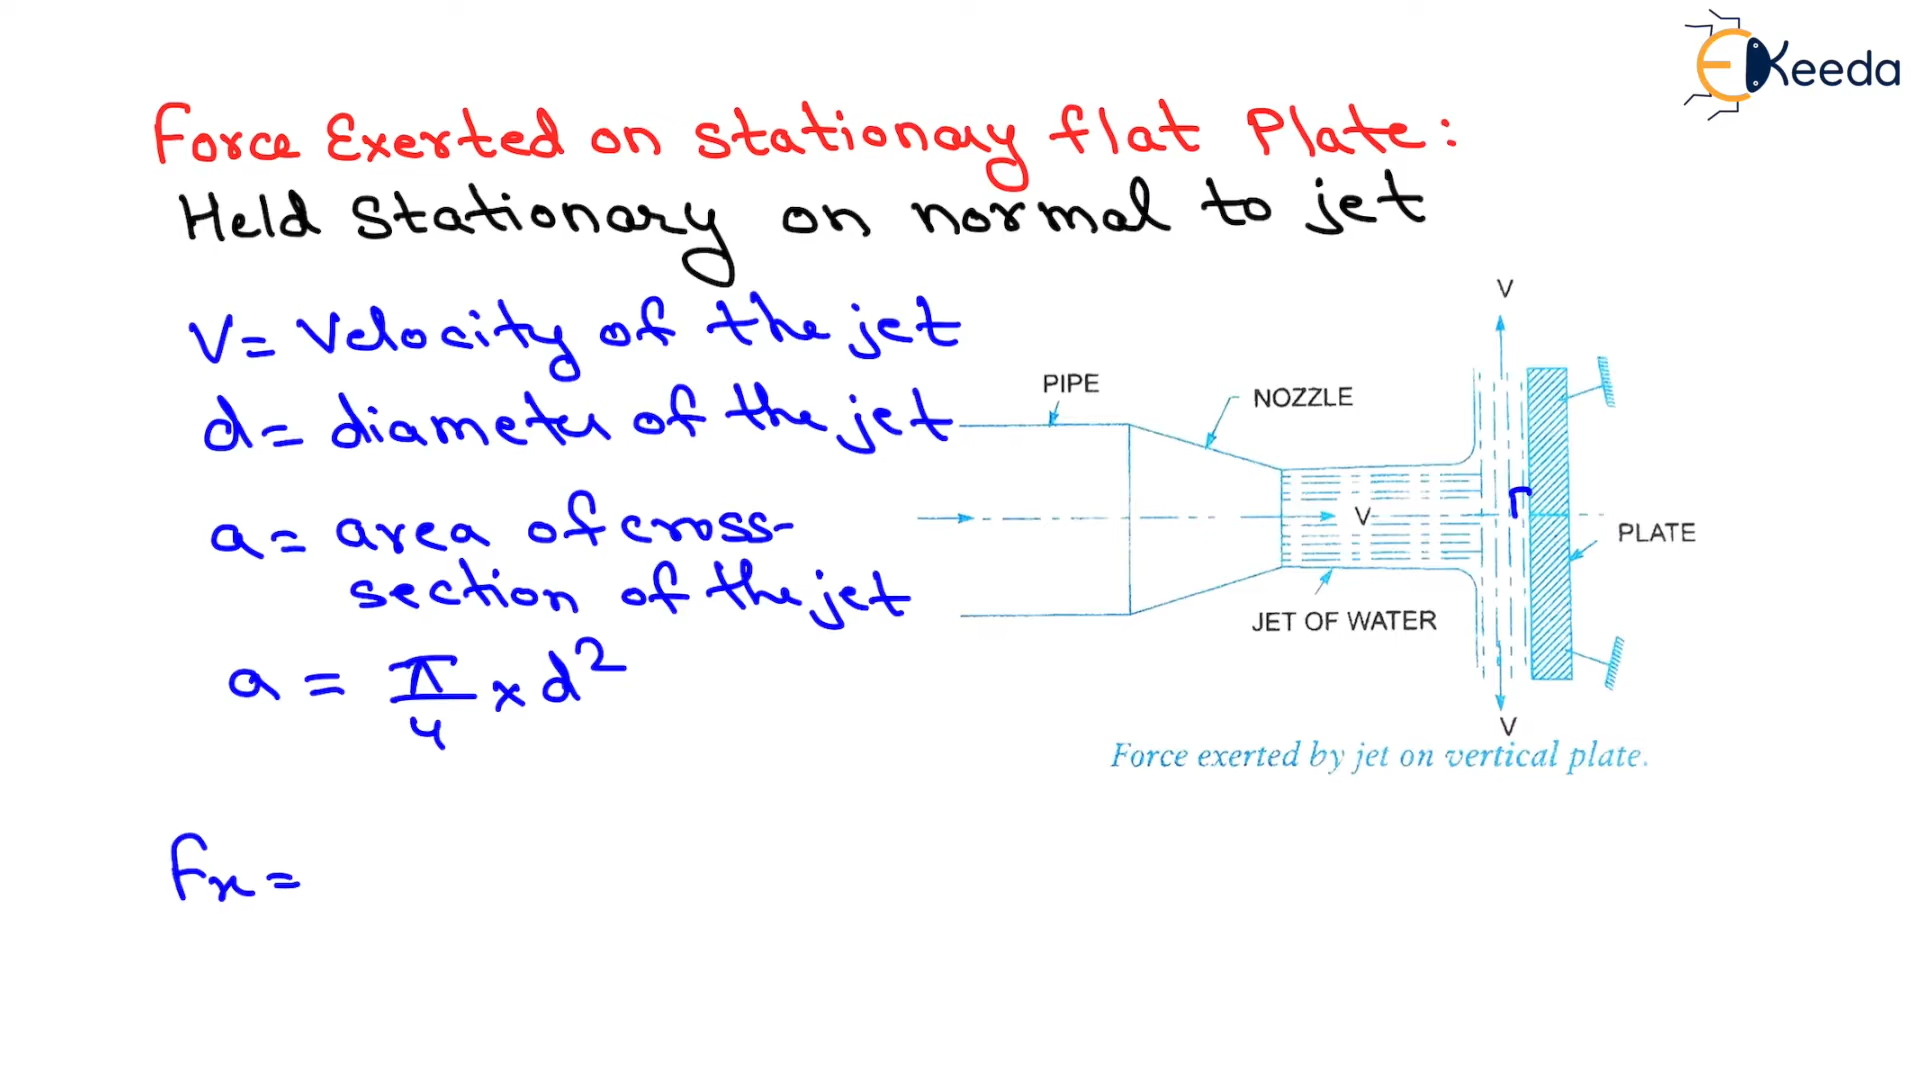 EKeeda
Force Exerted on Stationary flat Plate:
Held Stationary on normal to jet
V = Velocity of the jet
d = diameter of the jet
a = area of cross-
section of the jet
a = π/4 × d²
Fx =
V
PIPE
NOZZLE
V
PLATE
JET OF WATER
V
Force exerted by jet on vertical plate.